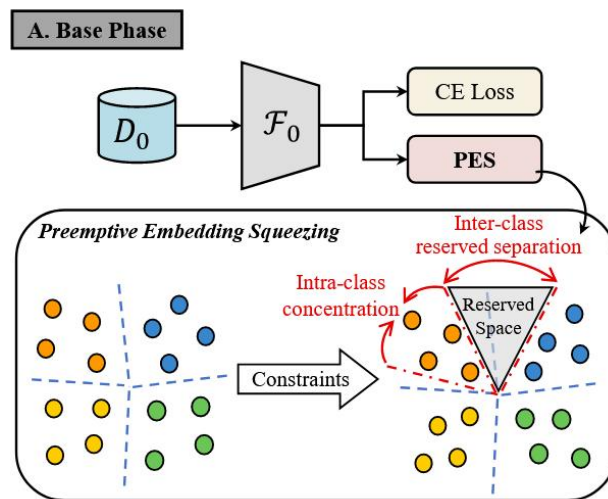 A. Base Phase
D₀
ℱ₀
CE Loss
PES
Preemptive Embedding Squeezing
Inter-class
reserved separation
Intra-class
concentration
Reserved
Space
Constraints